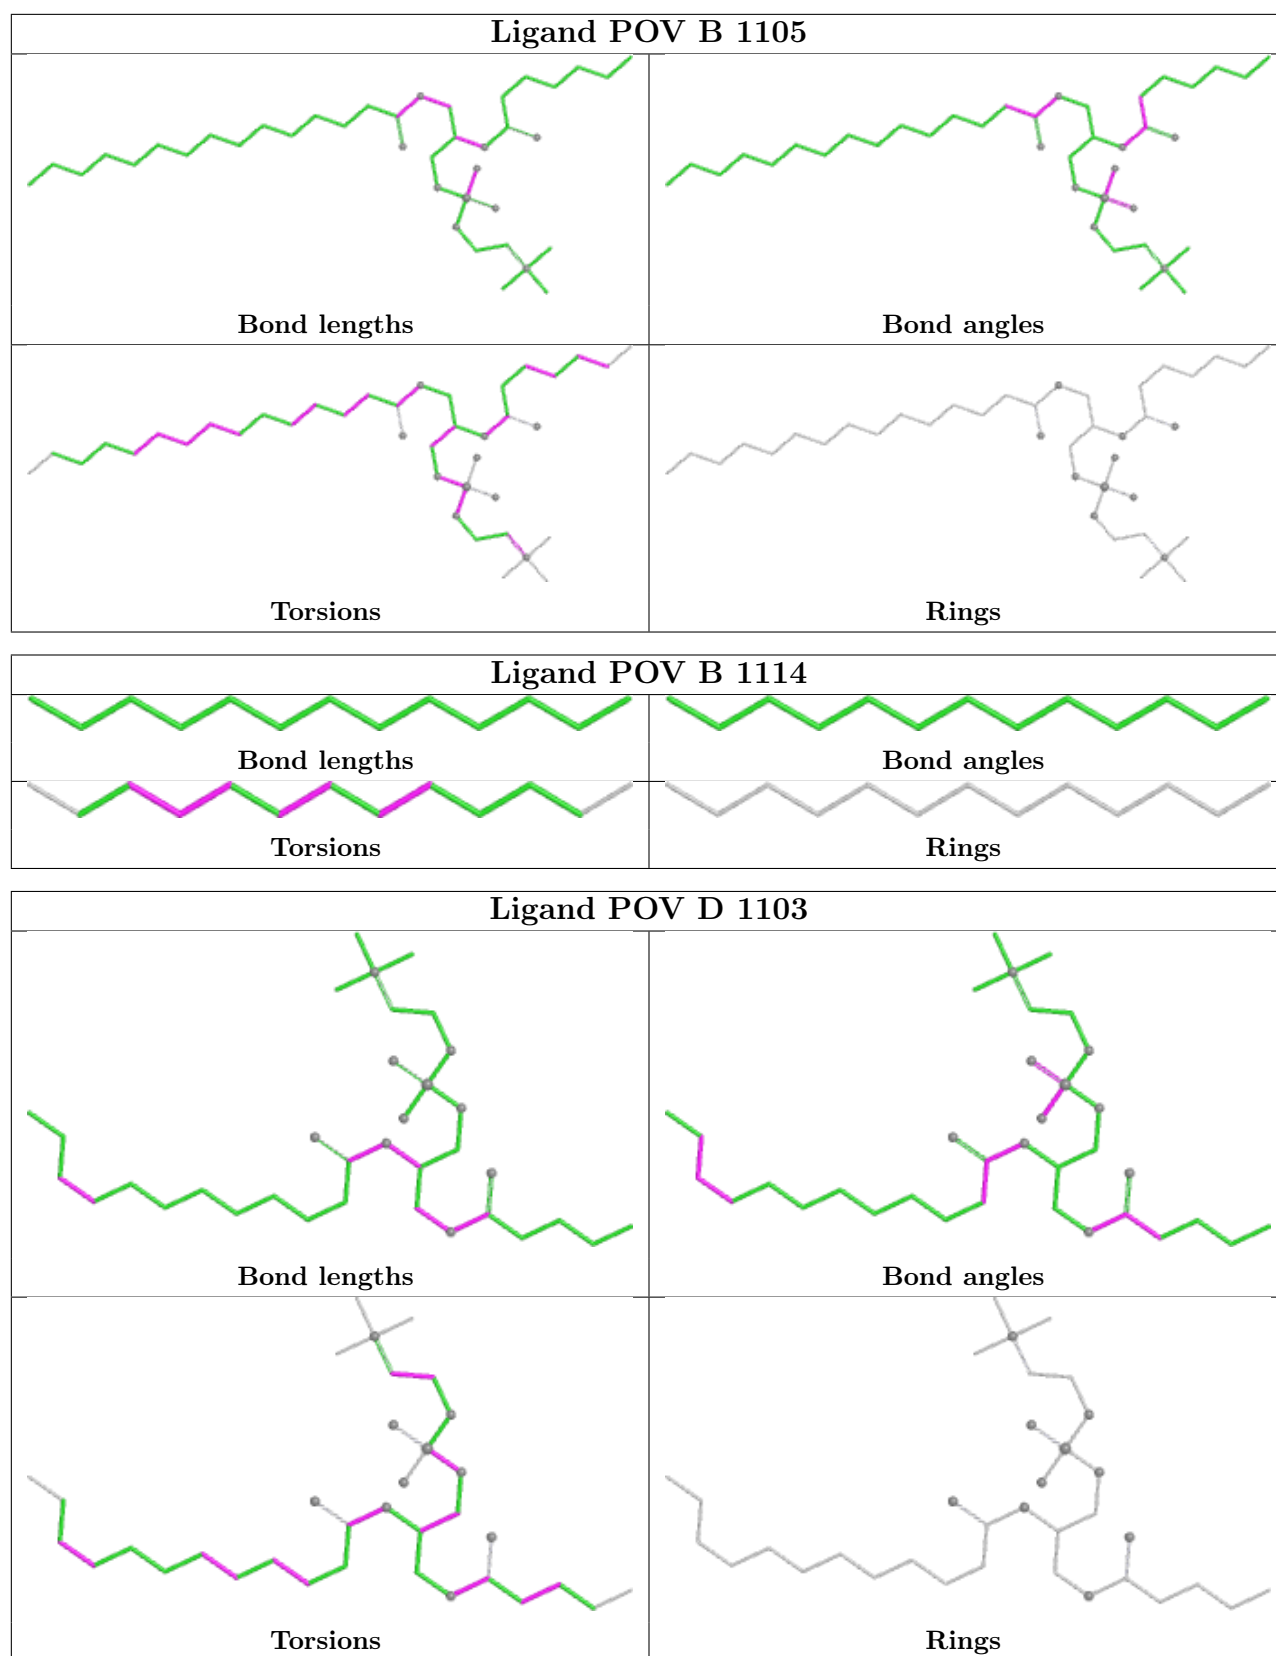 Ligand POV B 1105
Bond lengths
Bond angles
Torsions
Rings
Ligand POV B 1114
Bond lengths
Bond angles
Torsions
Rings
Ligand POV D 1103
Bond lengths
Bond angles
Torsions
Rings